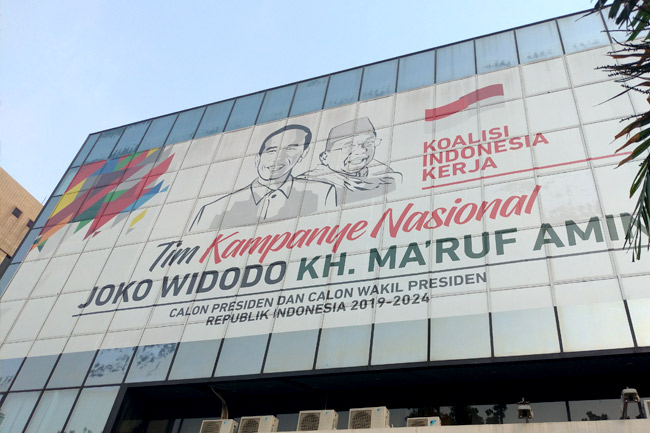 KOALISI
INDONESIA
KERJA
Tim Kampanye Nasional
JOKO WIDODO KH. MA'RUF AMIN
CALON PRESIDEN DAN CALON WAKIL PRESIDEN
REPUBLIK INDONESIA 2019-2024